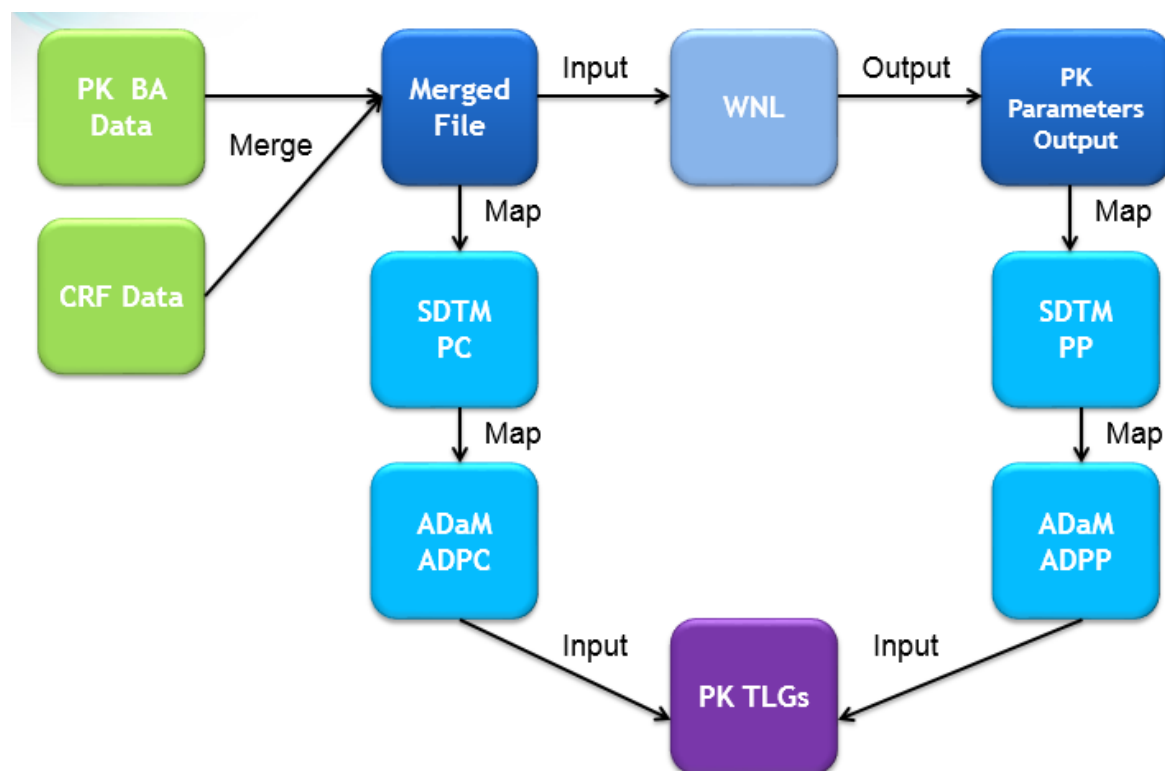 PK BA
Data
Merge
CRF Data
Merged
File
Input
WNL
Output
PK
Parameters
Output
Map
Map
SDTM
PC
SDTM
PP
Map
Map
ADaM
ADPC
ADaM
ADPP
Input
PK TLGs
Input